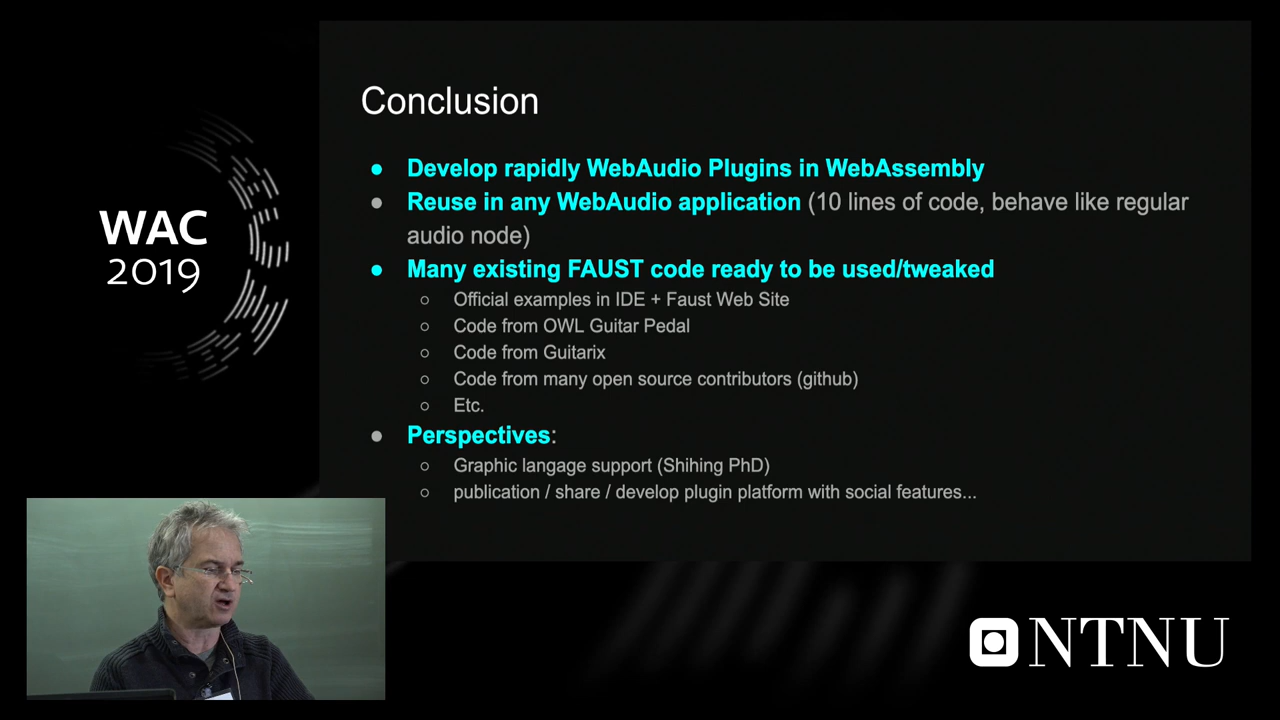 WAC
2019
Conclusion
● Develop rapidly WebAudio Plugins in WebAssembly
● Reuse in any WebAudio application (10 lines of code, behave like regular
audio node)
● Many existing FAUST code ready to be used/tweaked
○ Official examples in IDE + Faust Web Site
○ Code from OWL Guitar Pedal
○ Code from Guitarix
○ Code from many open source contributors (github)
○ Etc.
● Perspectives:
○ Graphic langage support (Shihing PhD)
○ publication / share / develop plugin platform with social features...
NTNU